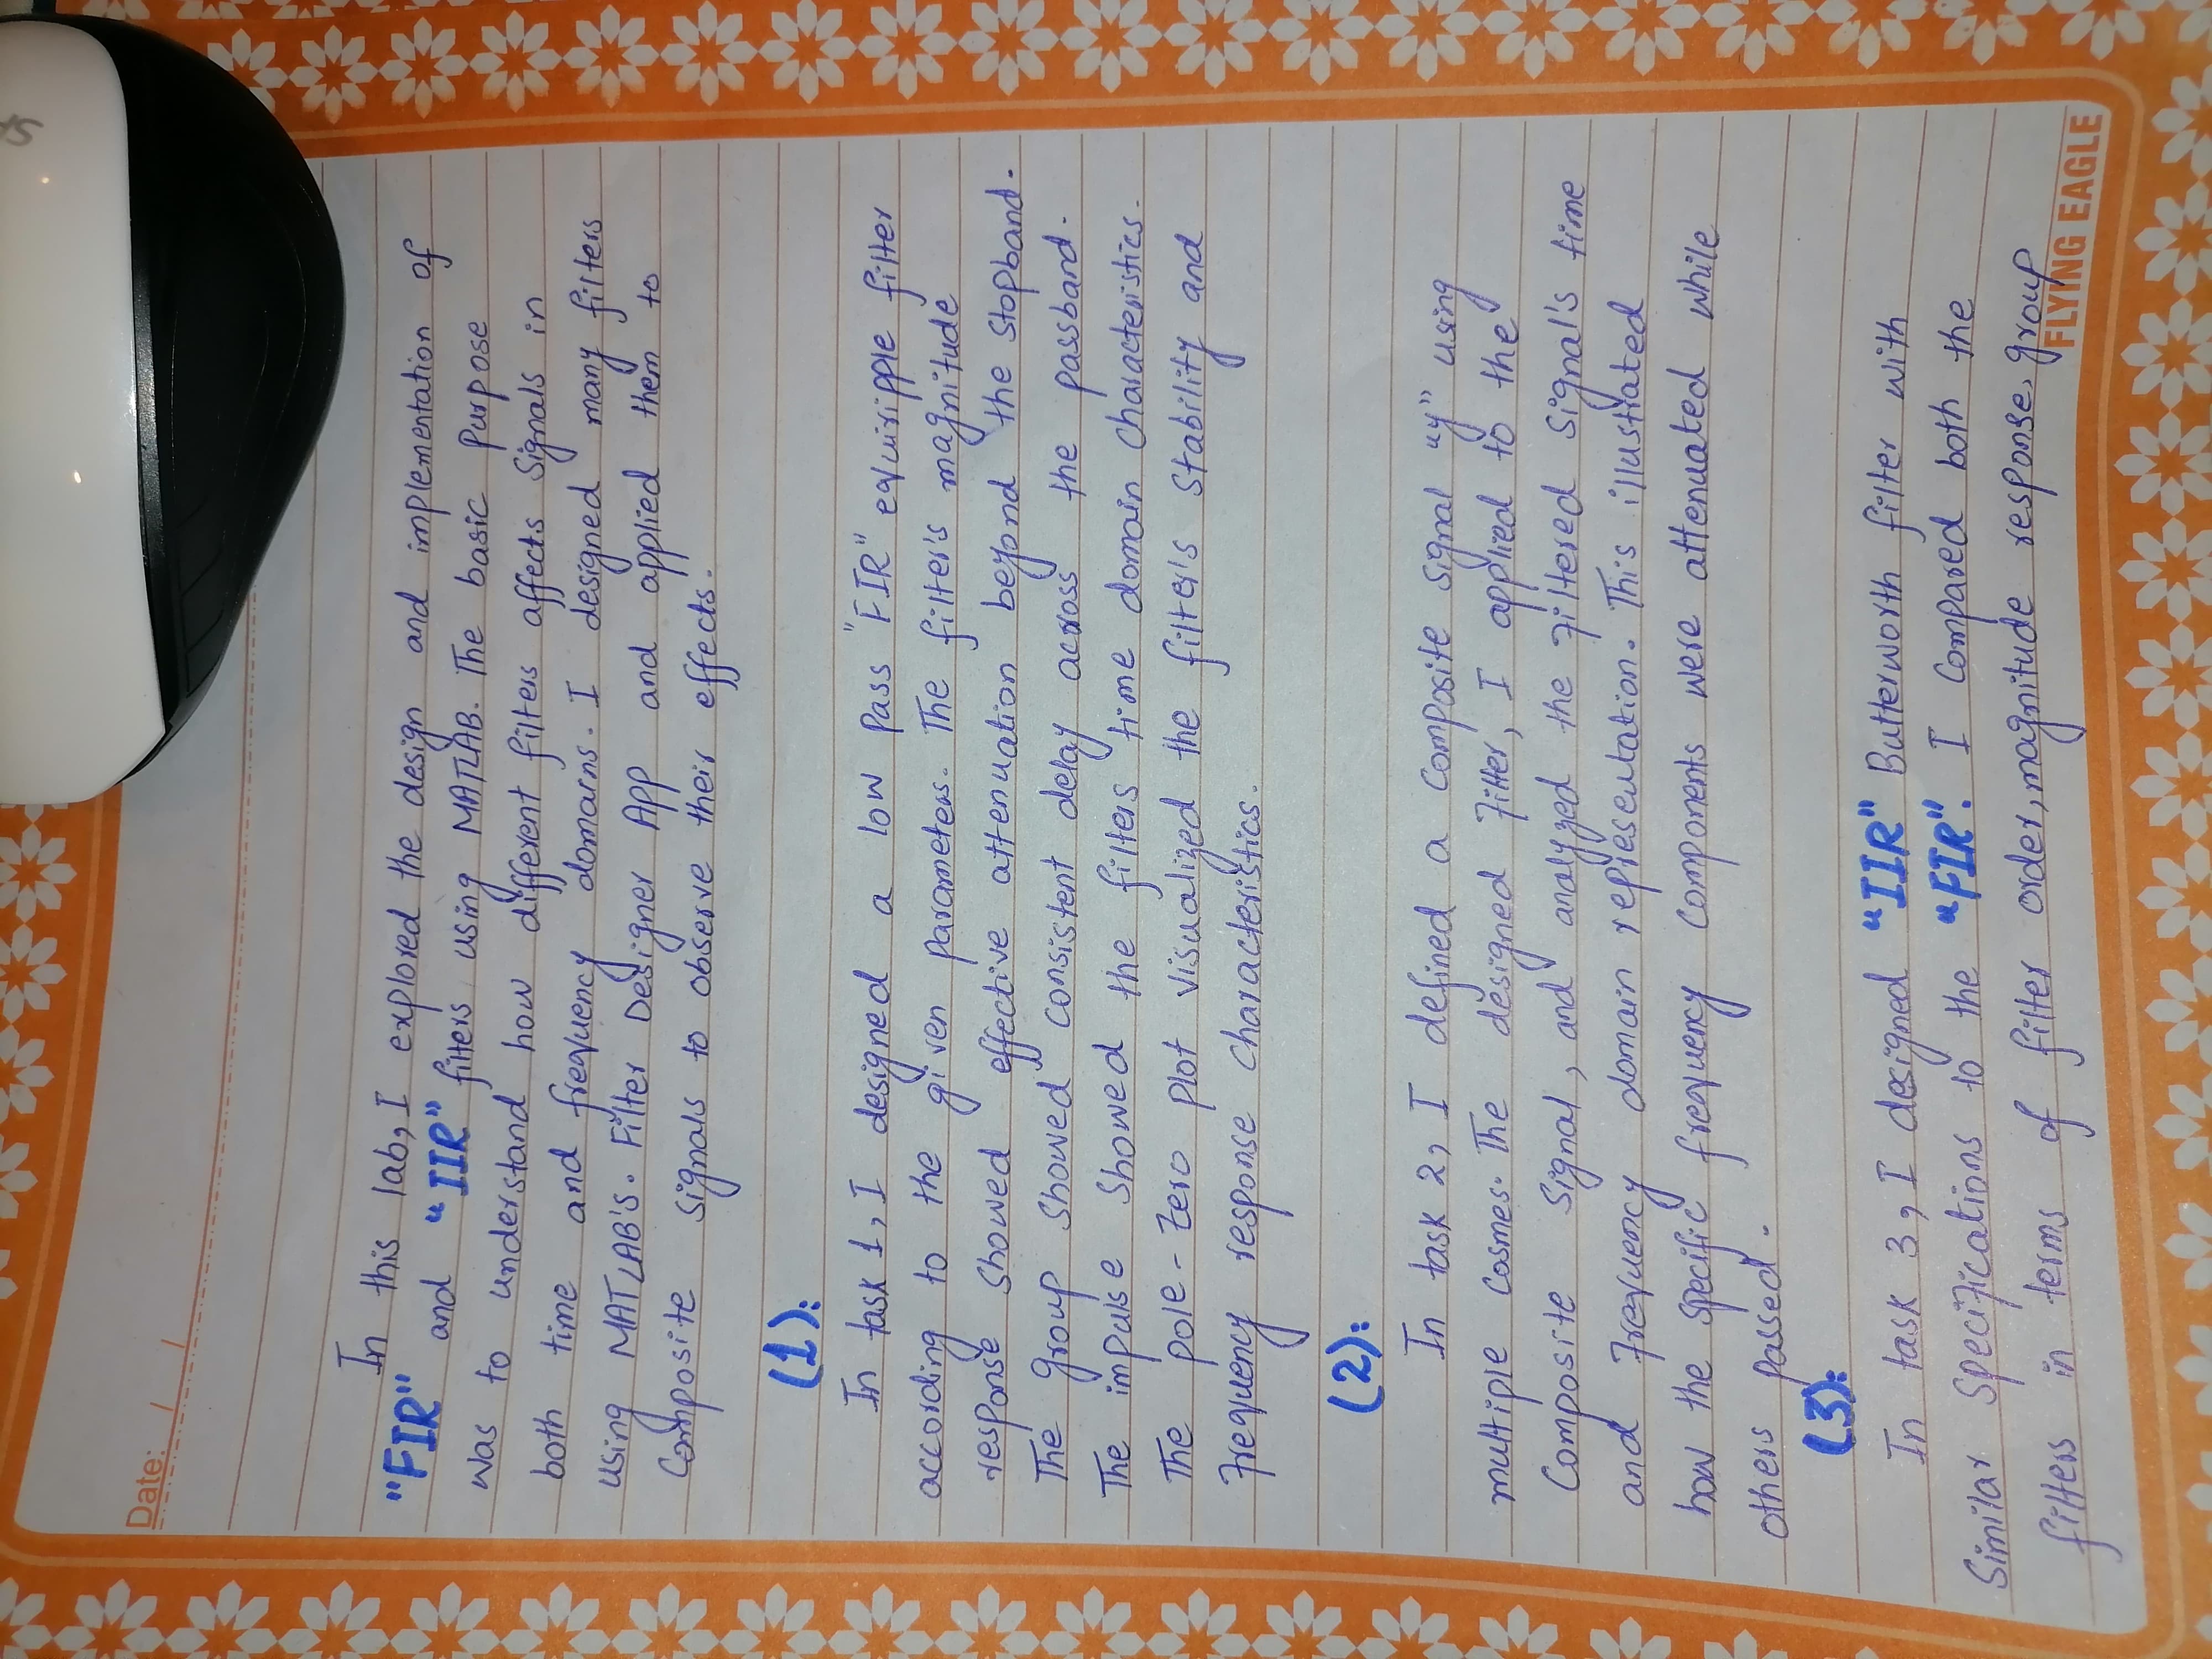 Date: / /
In this lab, I explored the design and implementation of
"FIR" and "IIR" filters using MATLAB. The basic Purpose
was to understand how different filters affects Signals in
both time and frequency domains. I designed many filters
using MATLAB'S. Filter Designer App and applied them to
Composite signals to observe their effects.
(1):
In task 1, I designed a low pass "FIR" equiripple filter
according to the given parameters. The filter's magnitude
response showed effective attenuation beyond the stopband.
The group showed consistent delay across the passband.
The impulse showed the filters time domain characteristics.
The pole-zero plot visualized the filter's stability and
frequency response characteristics.
(2):
In task 2, I defined a composite signal "y" using
multiple cosines. The designed filter, I applied to the
Composite Signal, and analyzed the filtered signal's time
and frequency domain representation. This illustrated
how the specific frequency components were attenuated while
others passed.
(3):
In task 3, I designed "IIR" Butterworth filter with
Similar Specifications to the "FIR". I Compared both the
filters in terms of filter order, magnitude response, group
FLYING EAGLE